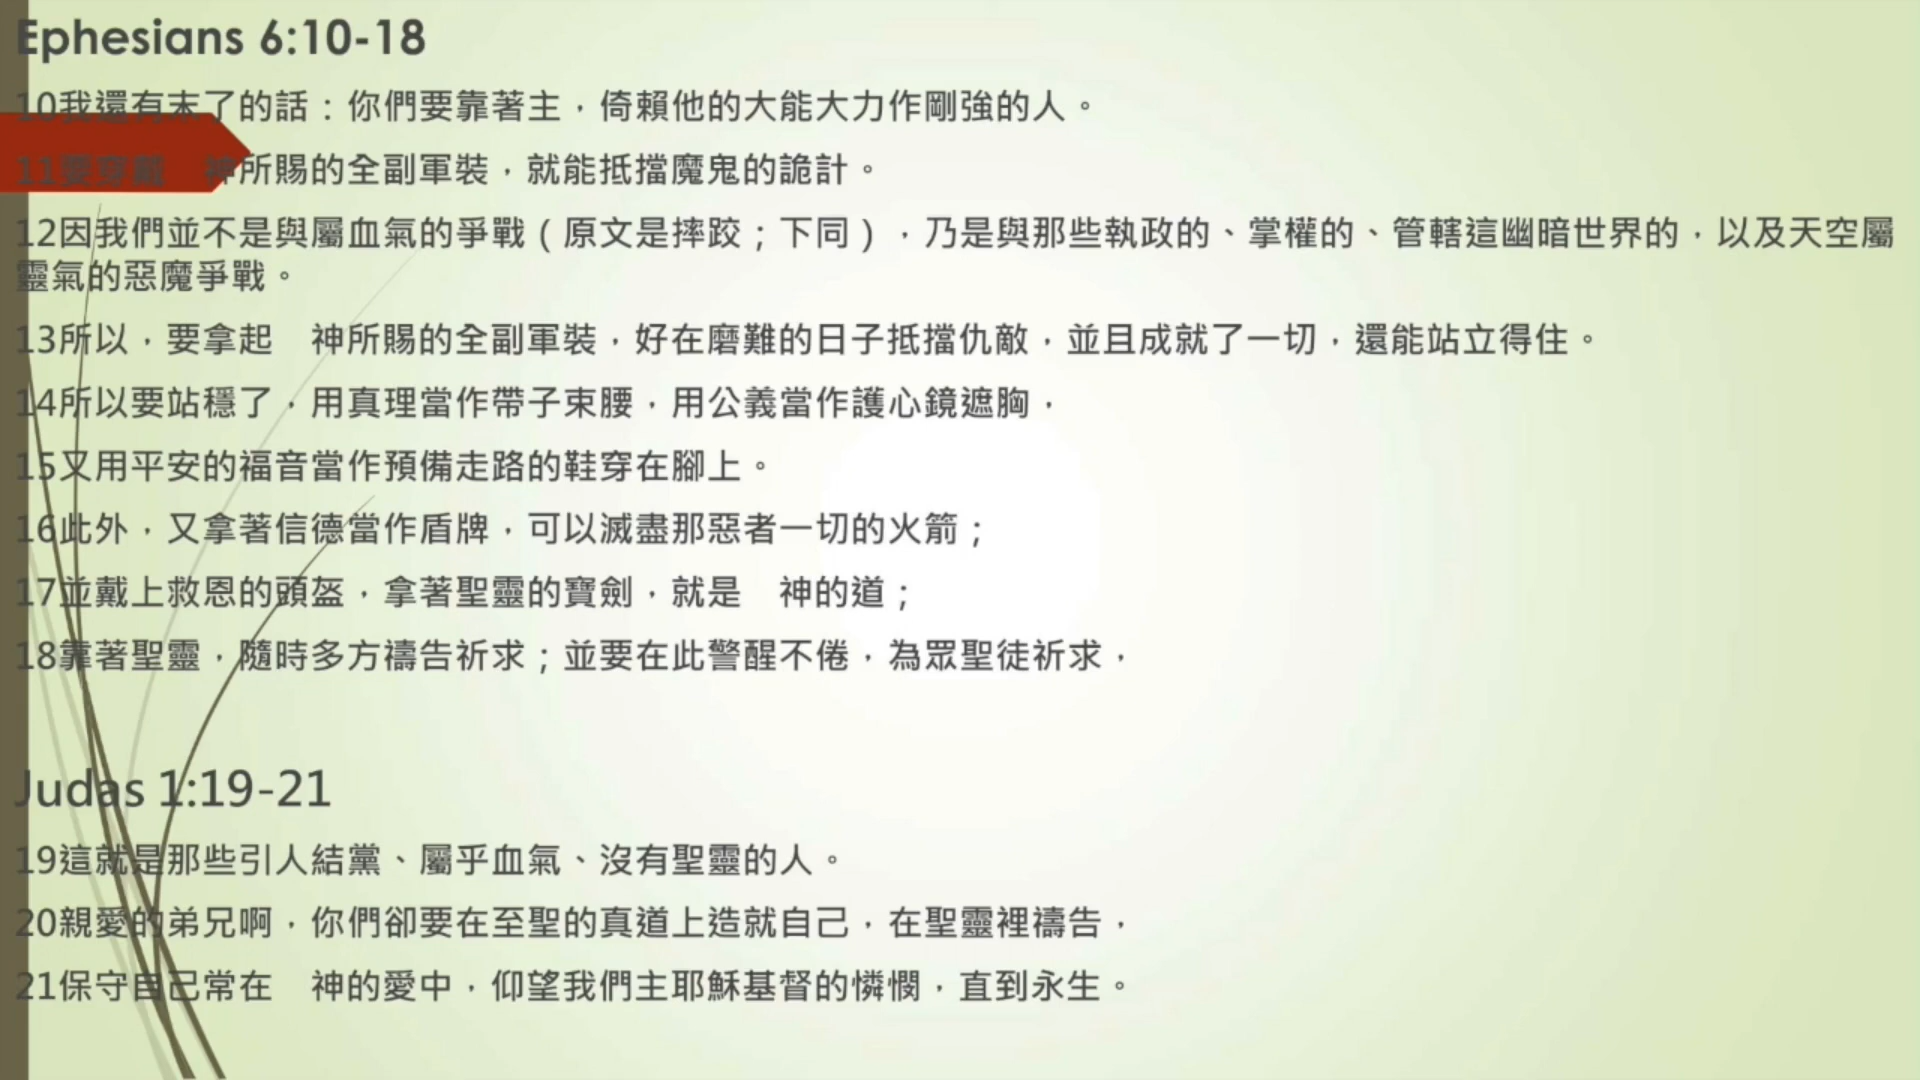 Ephesians 6:10-18
10我還有末了的話：你們要靠著主，倚賴他的大能大力作剛強的人。
11要穿戴　神所賜的全副軍裝，就能抵擋魔鬼的詭計。
12因我們並不是與屬血氣的爭戰（原文是摔跤；下同），乃是與那些執政的、掌權的、管轄這幽暗世界的，以及天空屬
靈氣的惡魔爭戰。
13所以，要拿起　神所賜的全副軍裝，好在磨難的日子抵擋仇敵，並且成就了一切，還能站立得住。
14所以要站穩了，用真理當作帶子束腰，用公義當作護心鏡遮胸，
15又用平安的福音當作預備走路的鞋穿在腳上。
16此外，又拿著信德當作盾牌，可以滅盡那惡者一切的火箭；
17並戴上救恩的頭盔，拿著聖靈的寶劍，就是　神的道；
18靠著聖靈，隨時多方禱告祈求；並要在此警醒不倦，為眾聖徒祈求，
Judas 1:19-21
19這就是那些引人結黨、屬乎血氣、沒有聖靈的人。
20親愛的弟兄啊，你們卻要在至聖的真道上造就自己，在聖靈裡禱告，
21保守自己常在　神的愛中，仰望我們主耶穌基督的憐憫，直到永生。